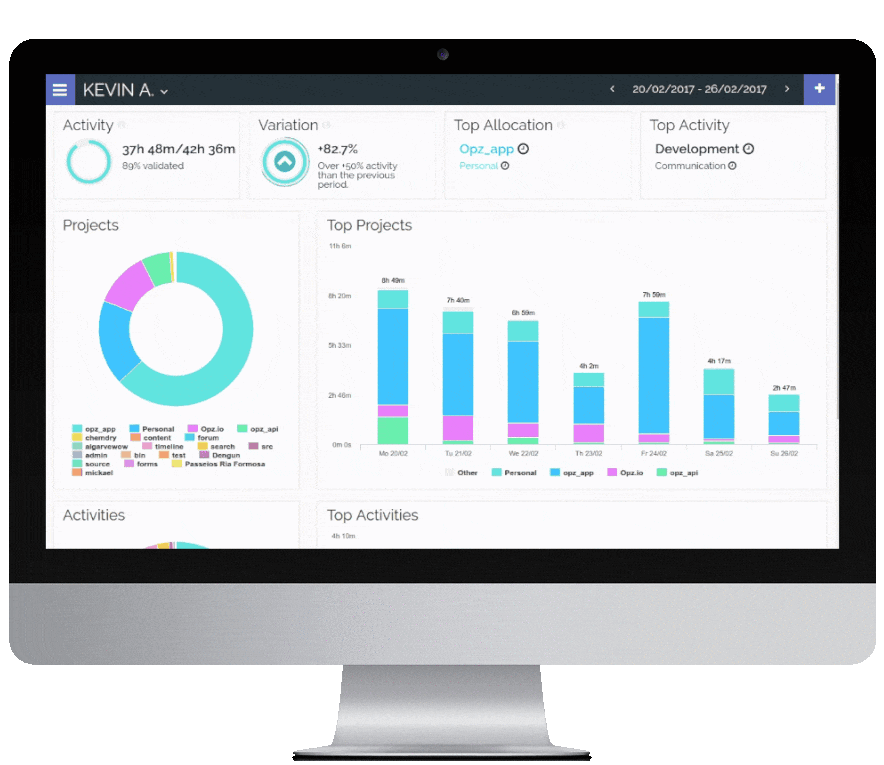 KEVIN A.
20/02/2017 - 26/02/2017
Activity
37h 48m/42h 36m
89% validated
Variation
+82.7%
Over +50% activity
than the previous
period.
Top Allocation
Opz_app
Personal
Top Activity
Development
Communication
Projects
opz_app Personal Opz.io opz_api
chemdry content forum
algarvewow timeline search src
admin bin test Dengun
source forms Passeios Ria Formosa
mickael
Top Projects
11h 6m
8h 20m
5h 33m
2h 46m
0m 0s
8h 49m
7h 40m
6h 59m
4h 2m
7h 59m
4h 17m
2h 47m
Mo 20/02 Tu 21/02 We 22/02 Th 23/02 Fr 24/02 Sa 25/02 Su 26/02
Other Personal opz_app Opz.io opz_api
Activities
Top Activities
4h 10m